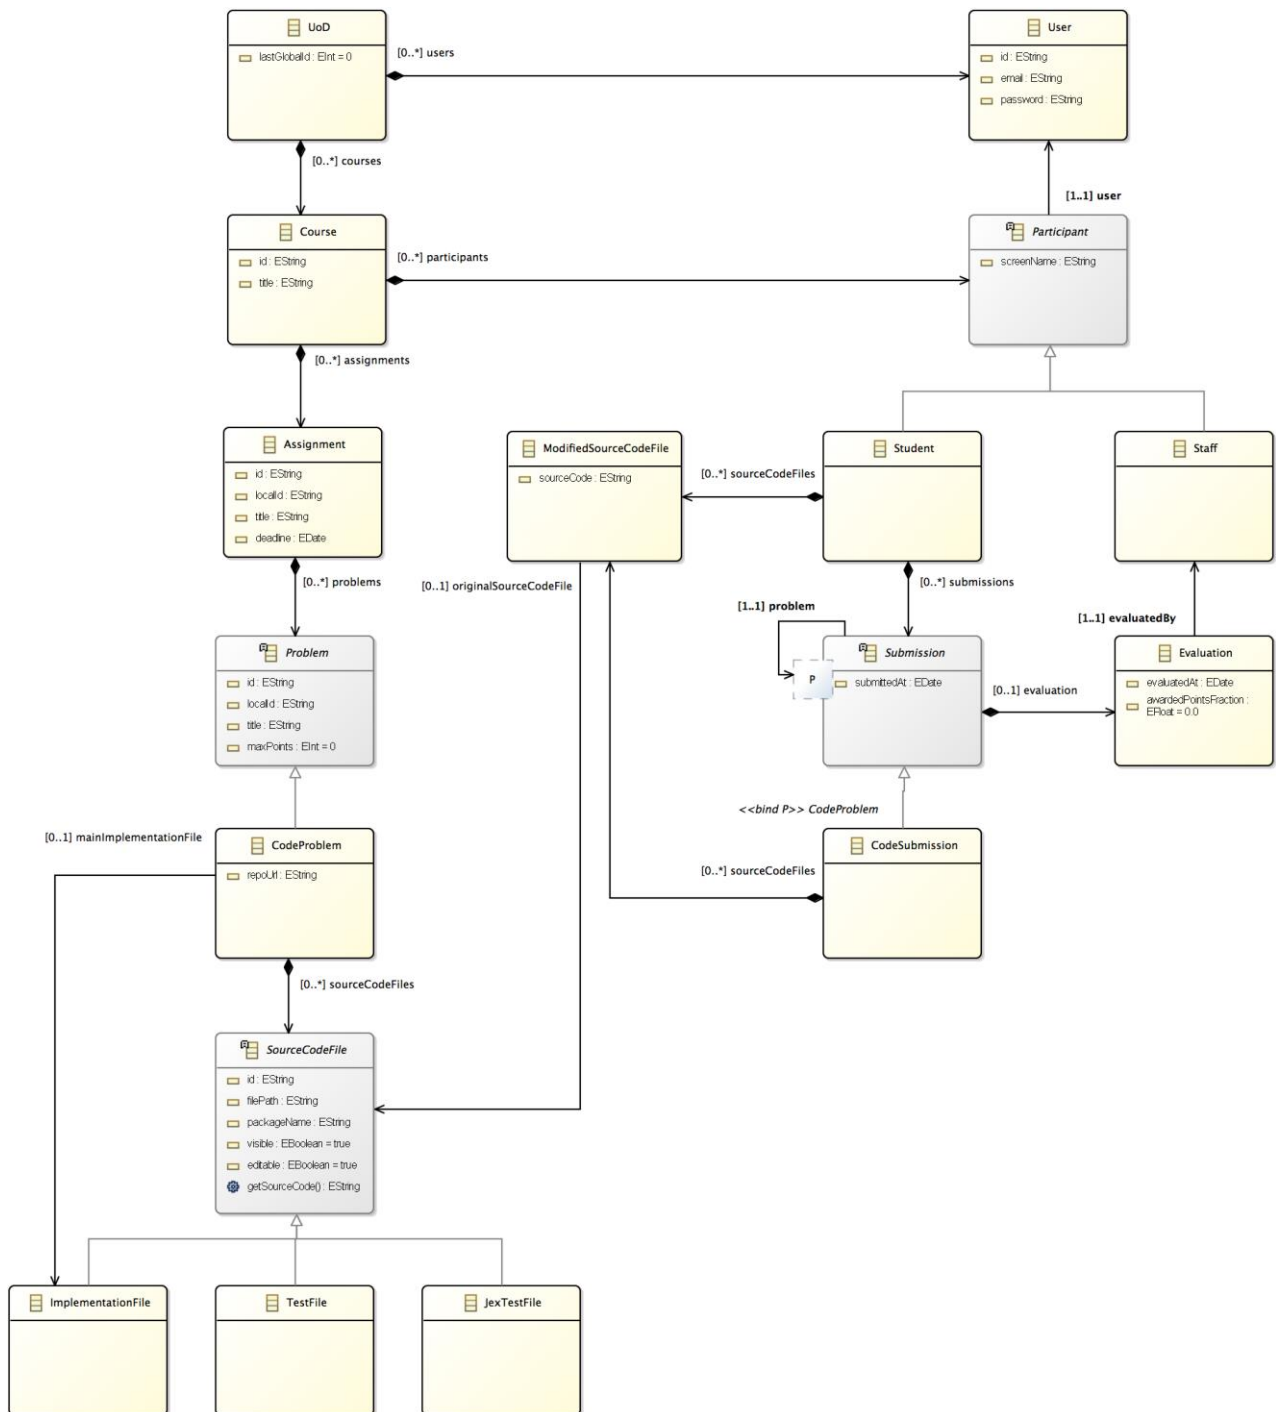 UoD
lastGlobalId : EInt = 0
[0..*] users
User
id : EString
email : EString
password : EString
[0..*] courses
[1..1] user
Course
id : EString
title : EString
[0..*] participants
Participant
screenName : EString
[0..*] assignments
Assignment
id : EString
localId : EString
title : EString
deadline : EDate
ModifiedSourceCodeFile
sourceCode : EString
[0..*] sourceCodeFiles
Student
Staff
[0..*] problems
[0..1] originalSourceCodeFile
[0..*] submissions
[1..1] problem
[1..1] evaluatedBy
Problem
id : EString
localId : EString
title : EString
maxPoints : EInt = 0
Submission
P
submittedAt : EDate
[0..1] evaluation
Evaluation
evaluatedAt : EDate
awardedPointsFraction :
EFloat = 0.0
<<bind P>> CodeProblem
[0..1] mainImplementationFile
CodeProblem
repoUrl : EString
[0..*] sourceCodeFiles
CodeSubmission
[0..*] sourceCodeFiles
SourceCodeFile
id : EString
filePath : EString
packageName : EString
visible : EBoolean = true
editable : EBoolean = true
getSourceCode() : EString
ImplementationFile
TestFile
JexTestFile